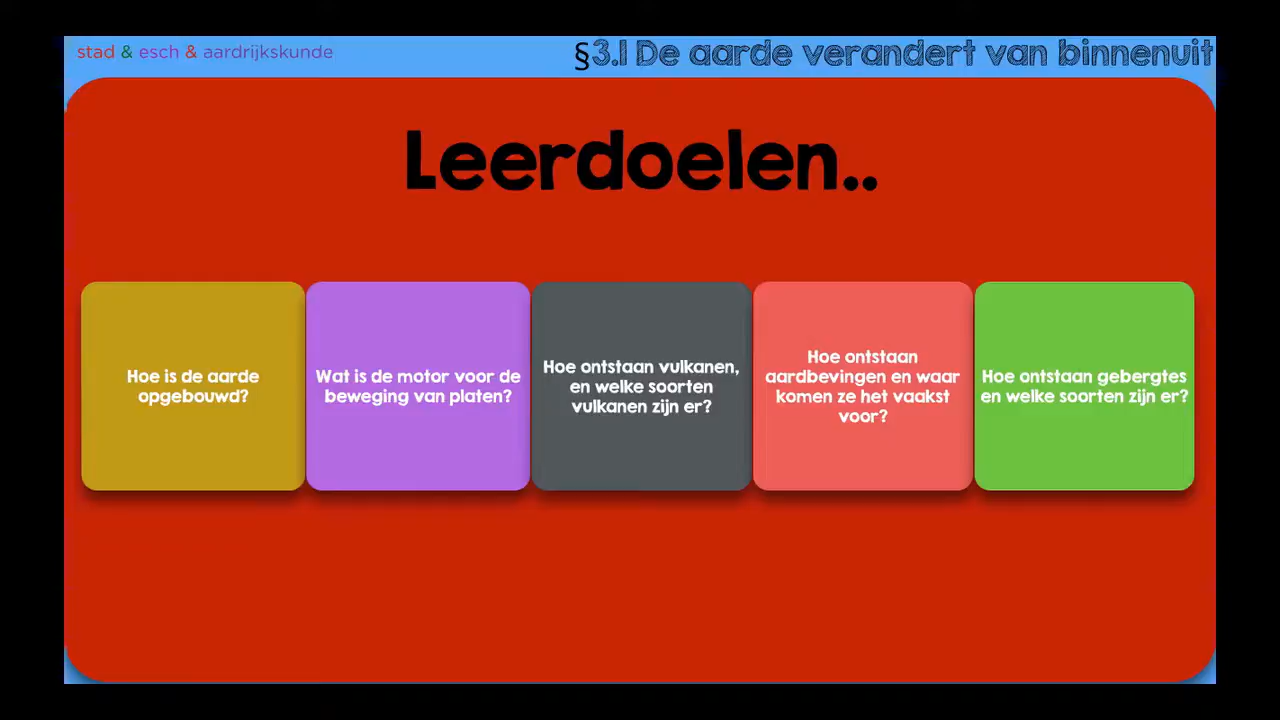 stad & esch & aardrijkskunde
§3.1 De aarde verandert van binnenuit
Leerdoelen..
Hoe is de aarde
opgebouwd?
Wat is de motor voor de
beweging van platen?
Hoe ontstaan vulkanen,
en welke soorten
vulkanen zijn er?
Hoe ontstaan
aardbevingen en waar
komen ze het vaakst
voor?
Hoe ontstaan gebergtes
en welke soorten zijn er?